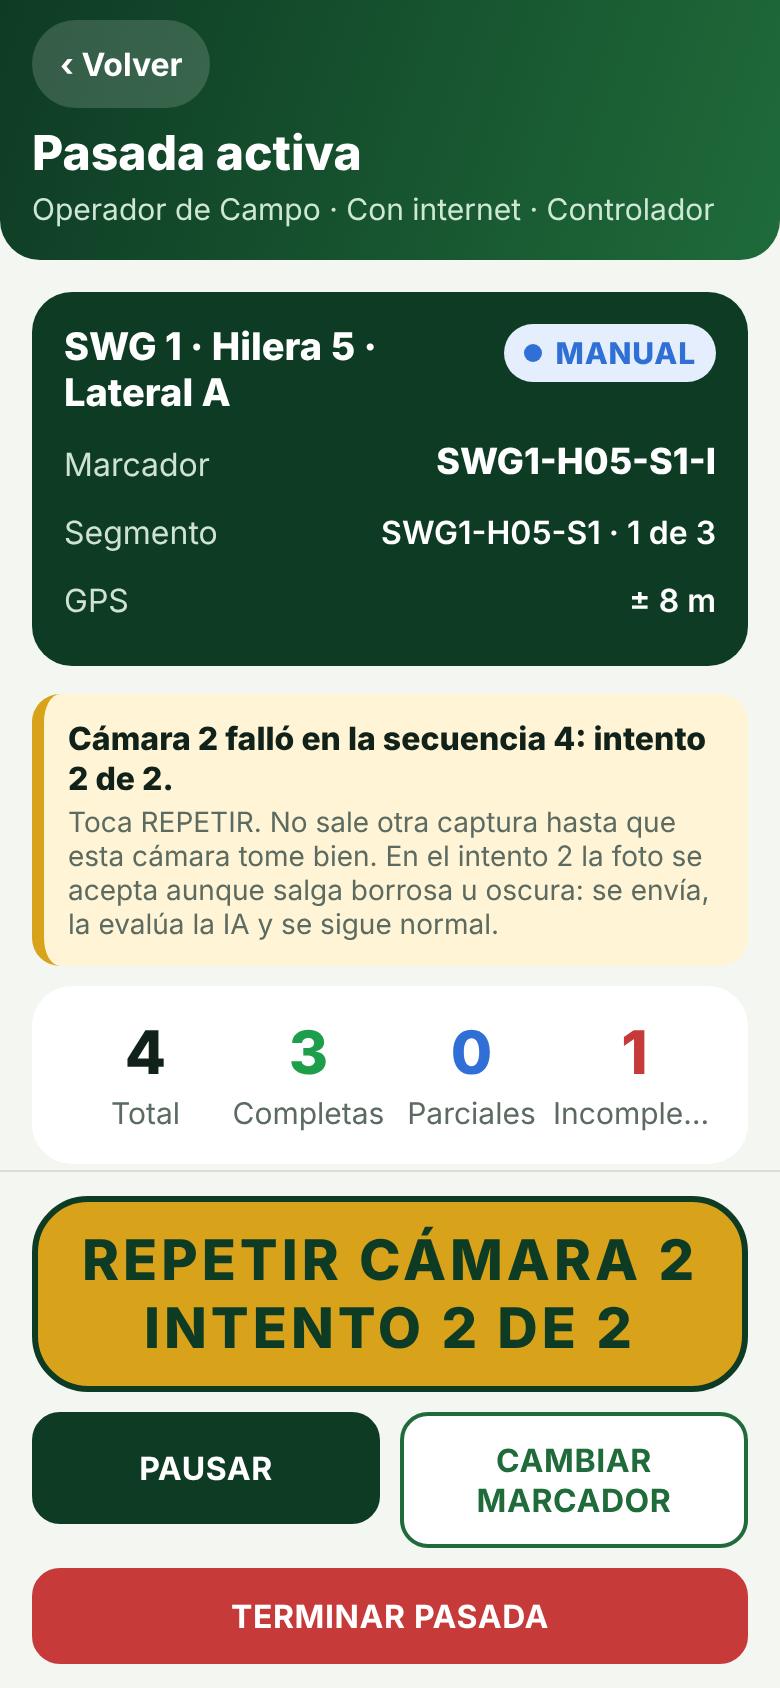 ‹ Volver
Pasada activa
Operador de Campo · Con internet · Controlador
SWG 1 · Hilera 5 ·
Lateral A
MANUAL
Marcador
SWG1-H05-S1-I
Segmento
SWG1-H05-S1 · 1 de 3
GPS
± 8 m
Cámara 2 falló en la secuencia 4: intento
2 de 2.
Toca REPETIR. No sale otra captura hasta que
esta cámara tome bien. En el intento 2 la foto se
acepta aunque salga borrosa u oscura: se envía,
la evalúa la IA y se sigue normal.
4
Total
3
Completas
0
Parciales
1
Incomple...
REPETIR CÁMARA 2
INTENTO 2 DE 2
PAUSAR
CAMBIAR
MARCADOR
TERMINAR PASADA